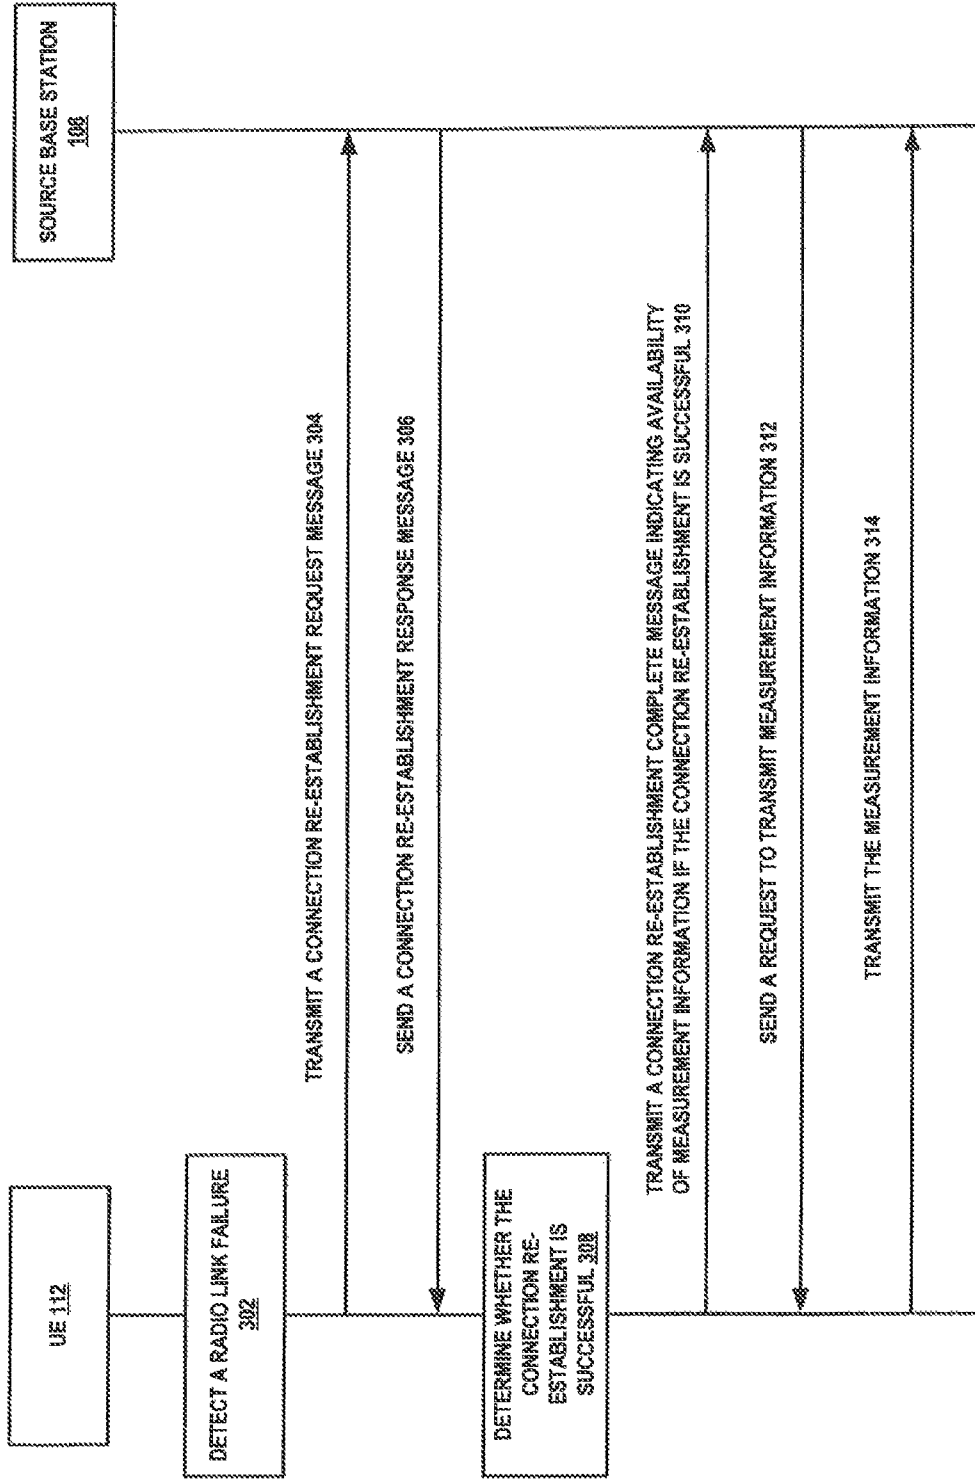 UE 112
SOURCE BASE STATION
108
DETECT A RADIO LINK FAILURE
302
TRANSMIT A CONNECTION RE-ESTABLISHMENT REQUEST MESSAGE 304
SEND A CONNECTION RE-ESTABLISHMENT RESPONSE MESSAGE 306
DETERMINE WHETHER THE
CONNECTION RE-
ESTABLISHMENT IS
SUCCESSFUL 308
TRANSMIT A CONNECTION RE-ESTABLISHMENT COMPLETE MESSAGE INDICATING AVAILABILITY
OF MEASUREMENT INFORMATION IF THE CONNECTION RE-ESTABLISHMENT IS SUCCESSFUL 310
SEND A REQUEST TO TRANSMIT MEASUREMENT INFORMATION 312
TRANSMIT THE MEASUREMENT INFORMATION 314